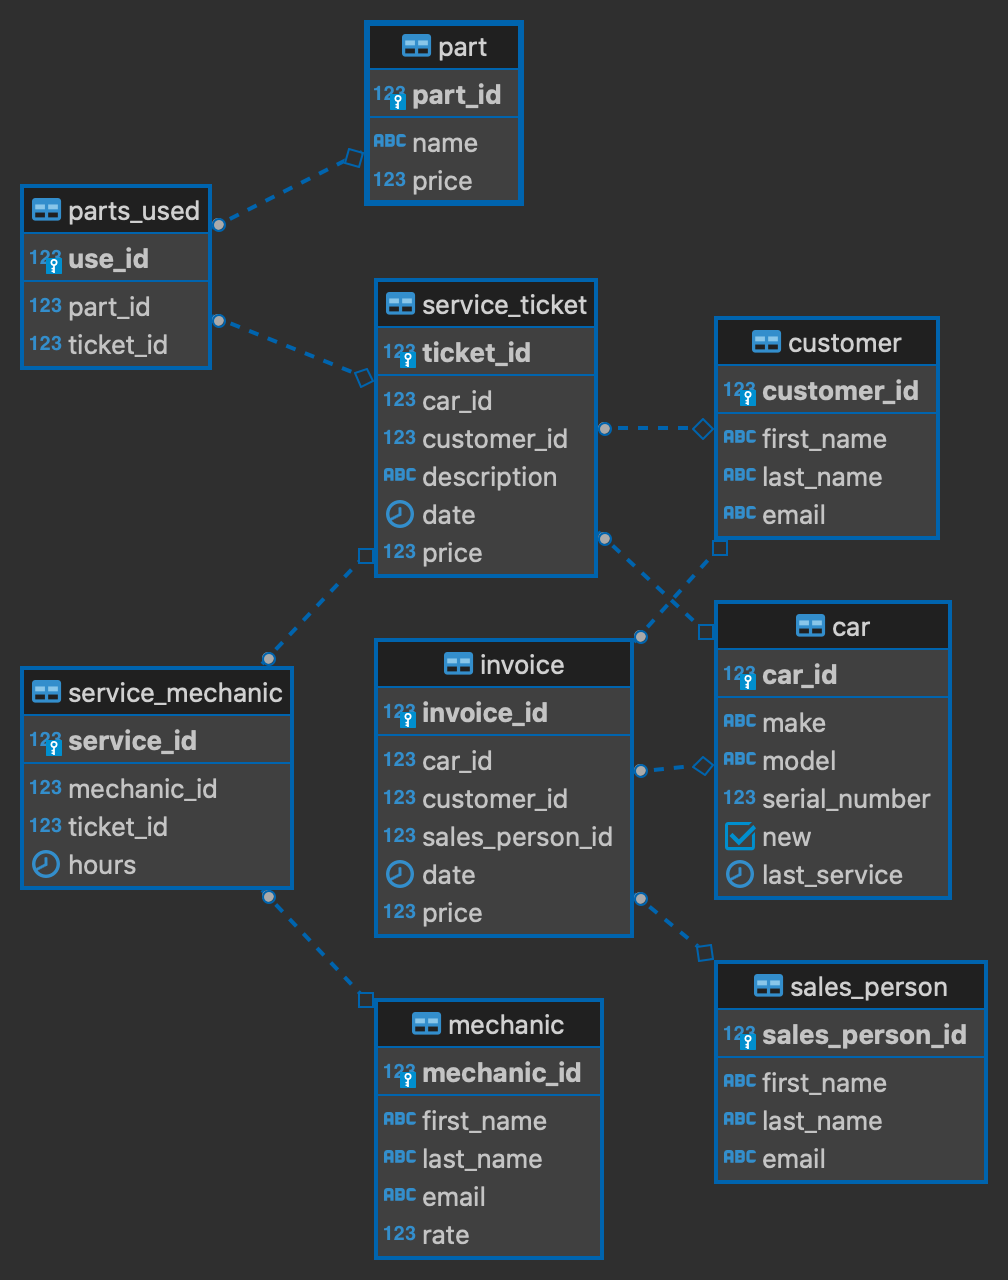 part
123 part_id
ABC name
123 price
parts_used
123 use_id
123 part_id
123 ticket_id
service_ticket
123 ticket_id
123 car_id
123 customer_id
ABC description
date
123 price
customer
123 customer_id
ABC first_name
ABC last_name
ABC email
car
123 car_id
ABC make
ABC model
123 serial_number
new
last_service
invoice
123 invoice_id
123 car_id
123 customer_id
123 sales_person_id
date
123 price
service_mechanic
123 service_id
123 mechanic_id
123 ticket_id
hours
sales_person
123 sales_person_id
ABC first_name
ABC last_name
ABC email
mechanic
123 mechanic_id
ABC first_name
ABC last_name
ABC email
123 rate